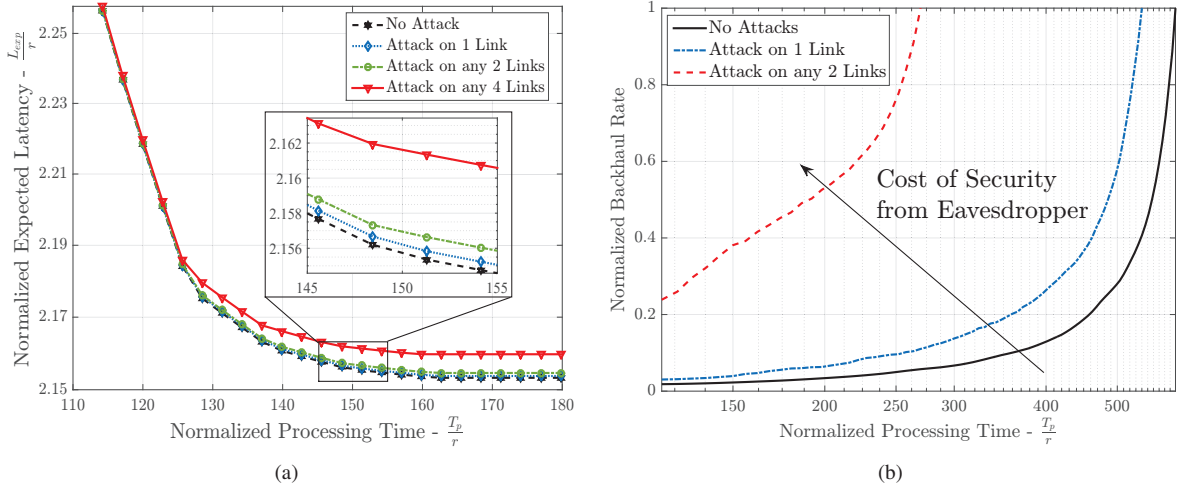 2.25
2.23
2.21
2.19
2.17
2.15
Normalized Expected Latency - L_exp/r
No Attack
Attack on 1 Link
Attack on any 2 Links
Attack on any 4 Links
2.162
2.16
2.158
2.156
145
150
155
110
120
130
140
150
160
170
180
Normalized Processing Time - T_p/r
(a)
1
0.8
0.6
0.4
0.2
0
Normalized Backhaul Rate
No Attacks
Attack on 1 Link
Attack on any 2 Links
Cost of Security
from Eavesdropper
150
200
300
400
500
Normalized Processing Time - T_p/r
(b)